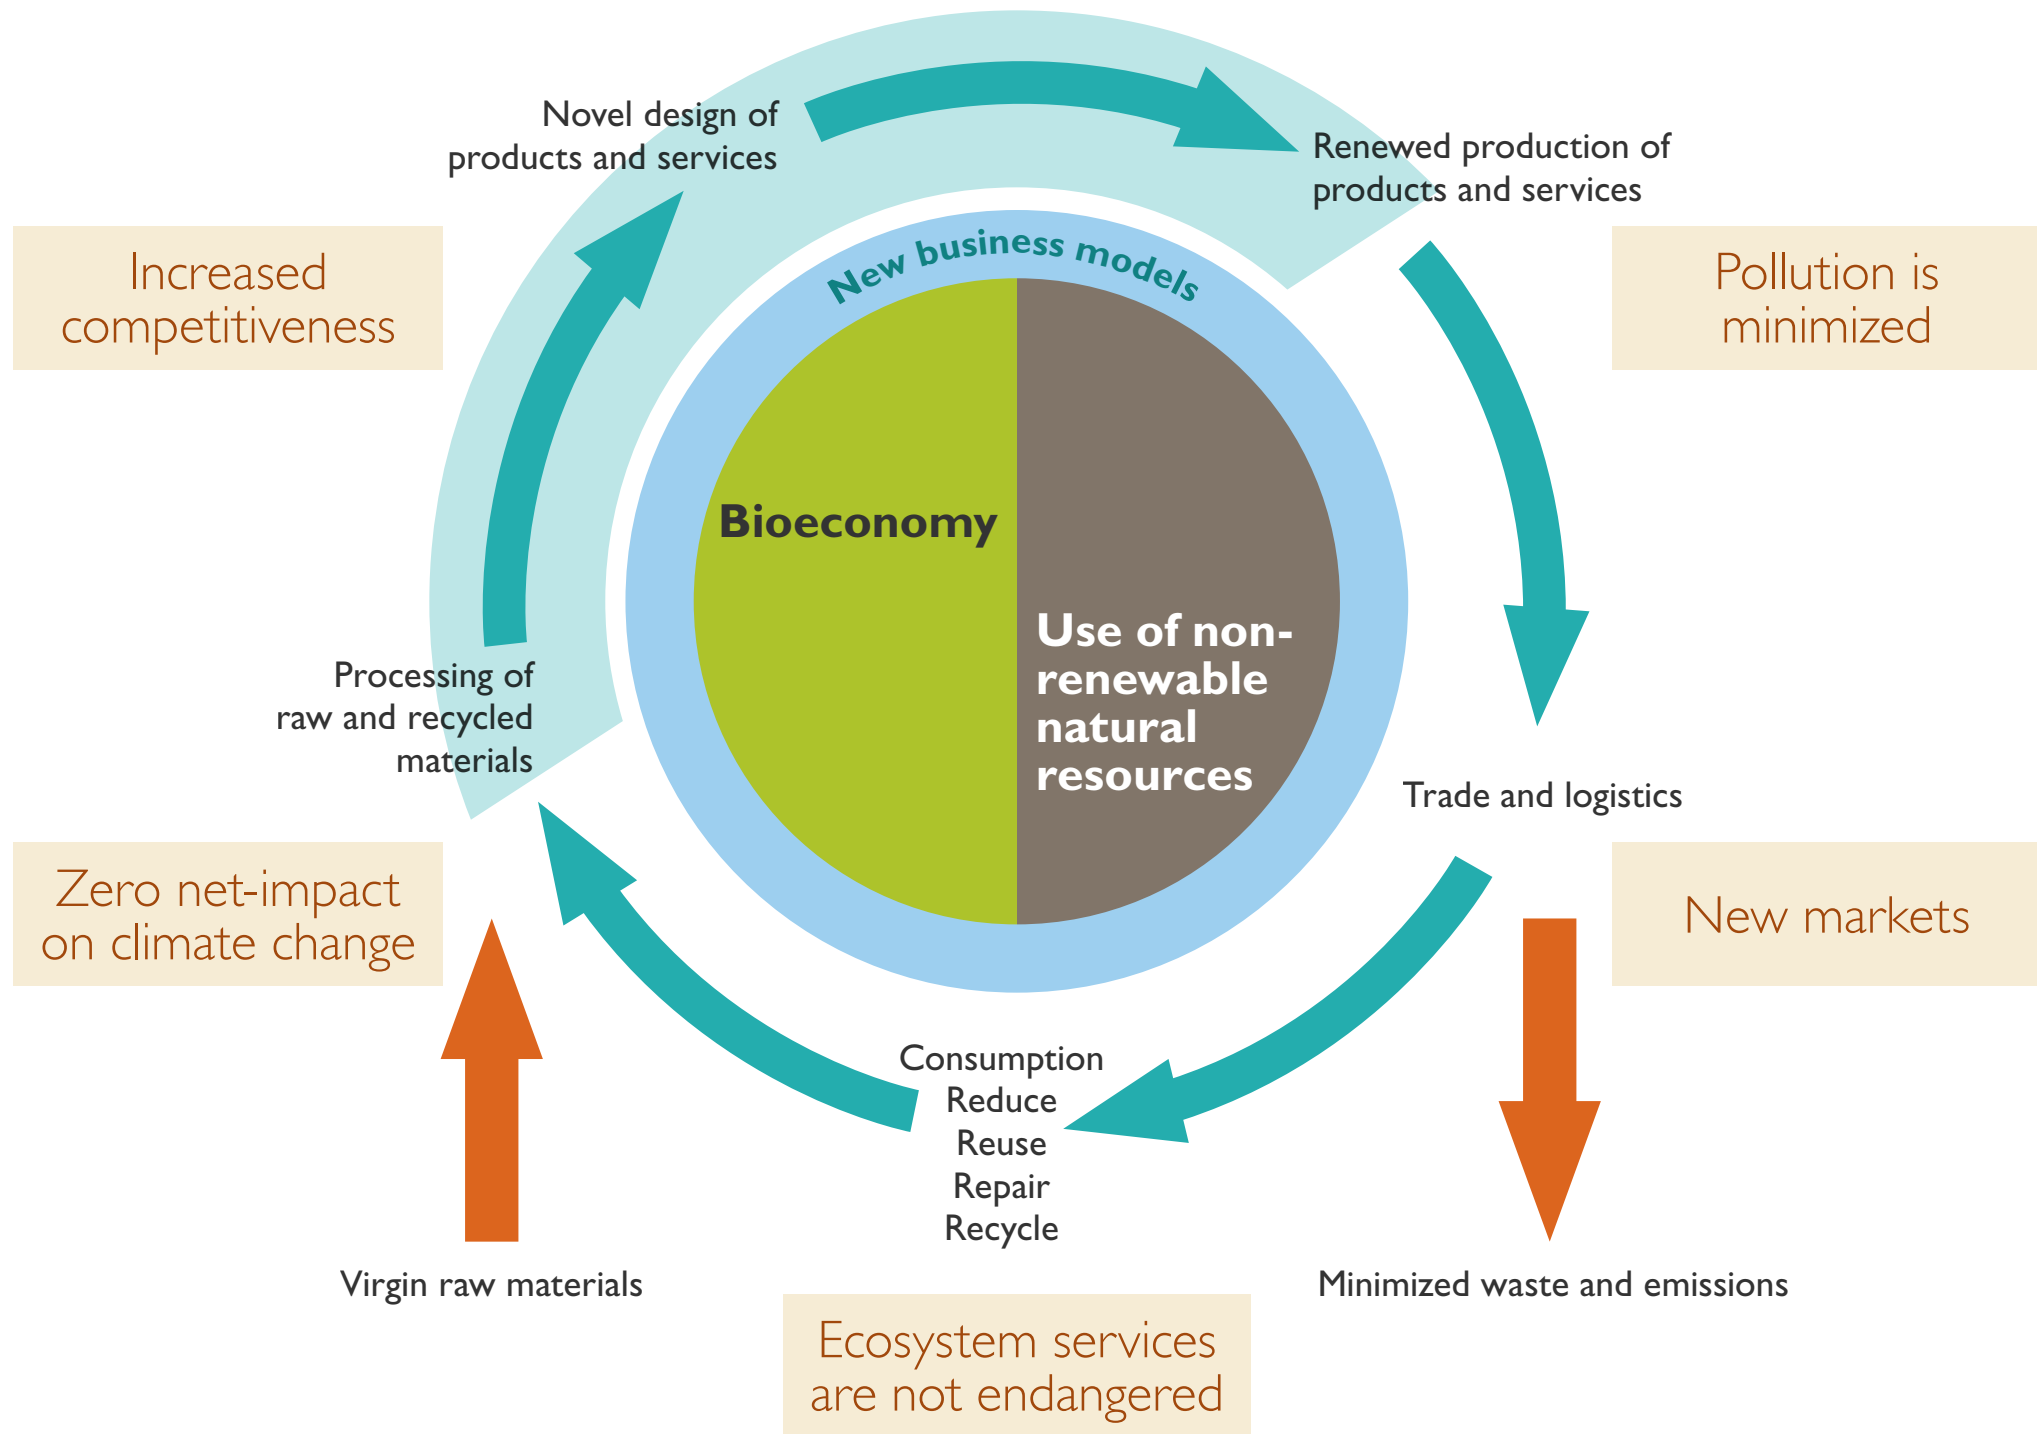 Novel design of
products and services
Renewed production of
products and services
Increased
competitiveness
Pollution is
minimized
New business models
Bioeconomy
Use of non-
renewable
natural
resources
Processing of
raw and recycled
materials
Trade and logistics
Zero net-impact
on climate change
New markets
Consumption
Reduce
Reuse
Repair
Recycle
Virgin raw materials
Minimized waste and emissions
Ecosystem services
are not endangered